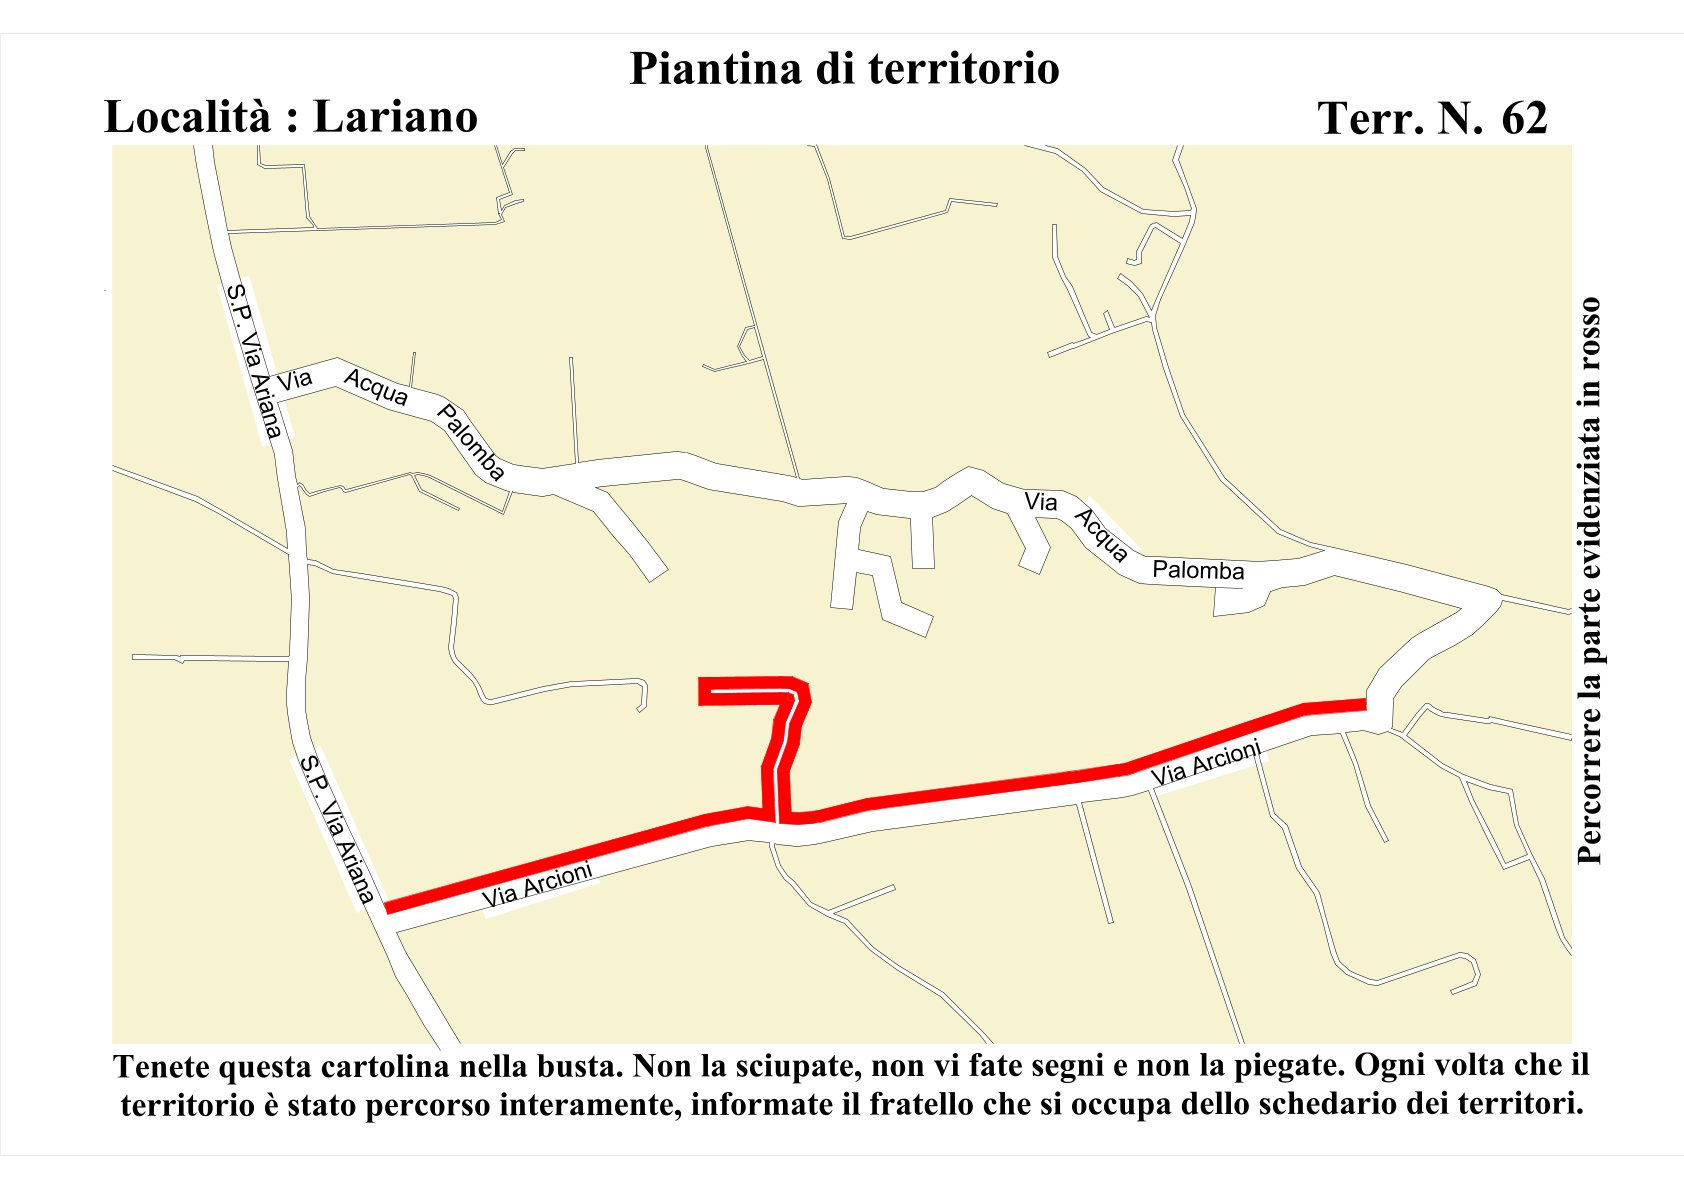 Piantina di territorio
Località : Lariano
Terr. N. 62
S.P. Via Ariana
Via Acqua Palomba
Via Acqua Palomba
Percorrere la parte evidenziata in rosso
S.P. Via Ariana
Via Arcioni
Via Arcioni
Tenete questa cartolina nella busta. Non la sciupate, non vi fate segni e non la piegate. Ogni volta che il
territorio è stato percorso interamente, informate il fratello che si occupa dello schedario dei territori.